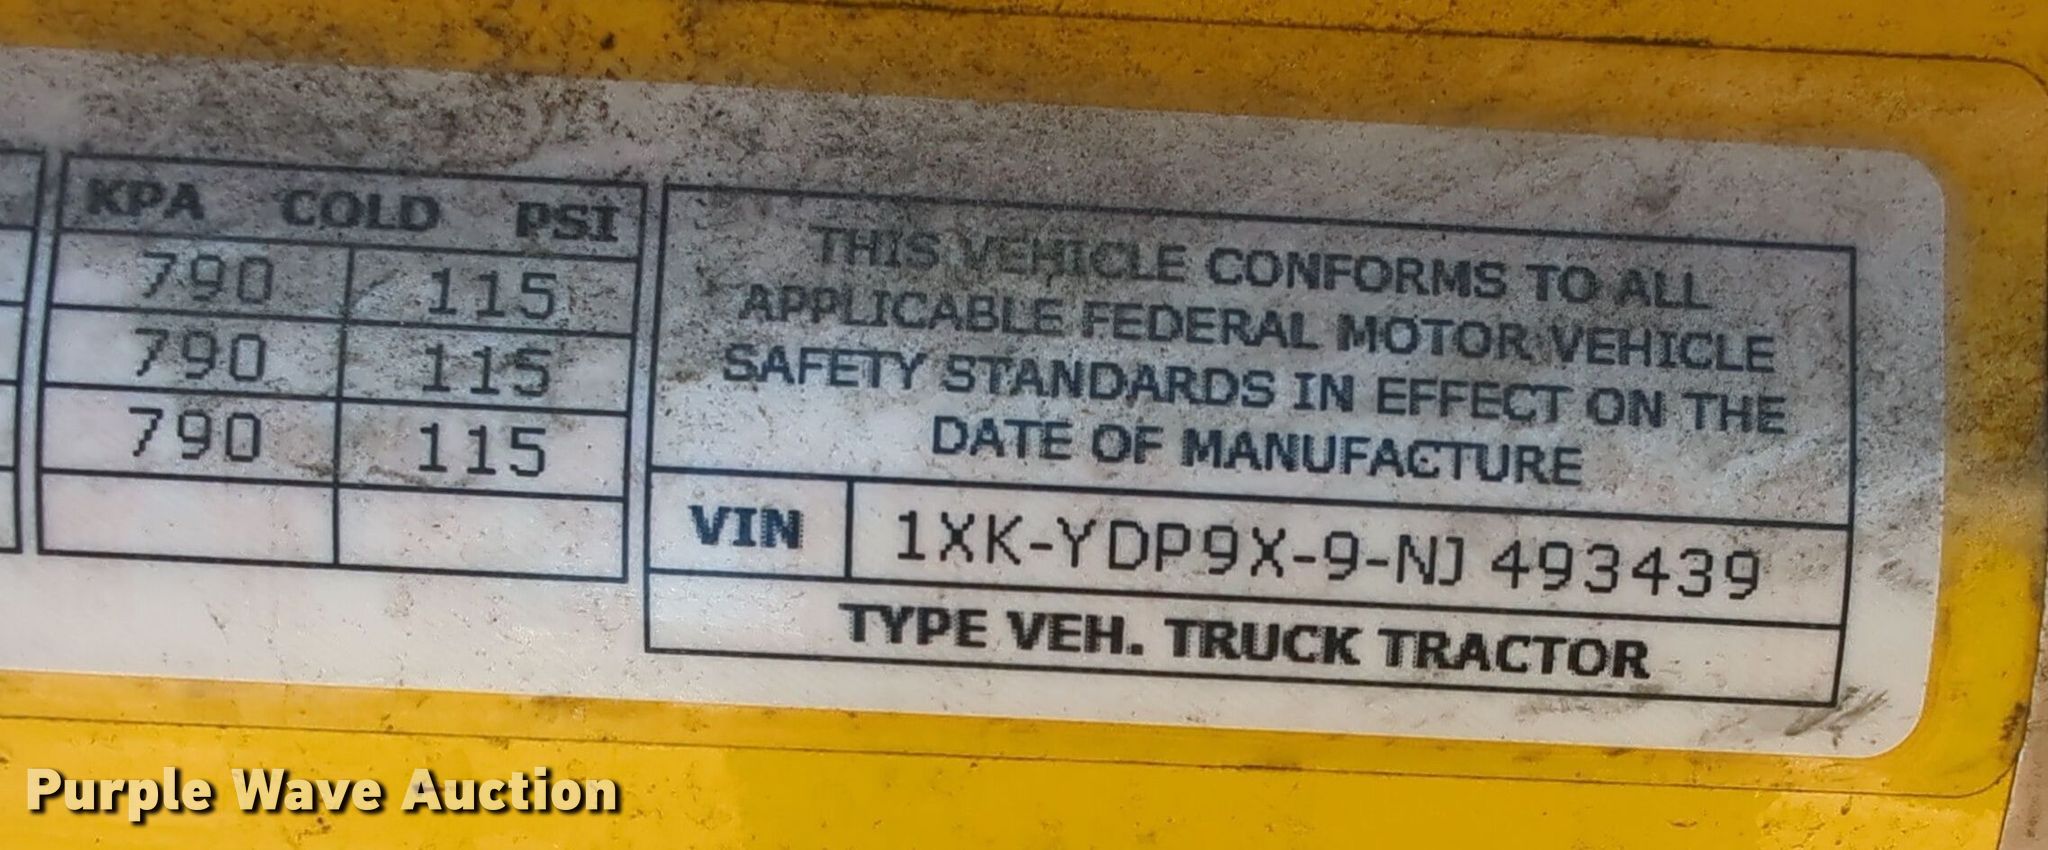 KPA COLD PSI
790 115
790 115
790 115
THIS VEHICLE CONFORMS TO ALL
APPLICABLE FEDERAL MOTOR VEHICLE
SAFETY STANDARDS IN EFFECT ON THE
DATE OF MANUFACTURE
VIN 1XK-YDP9X-9-NJ 493439
TYPE VEH. TRUCK TRACTOR
Purple Wave Auction